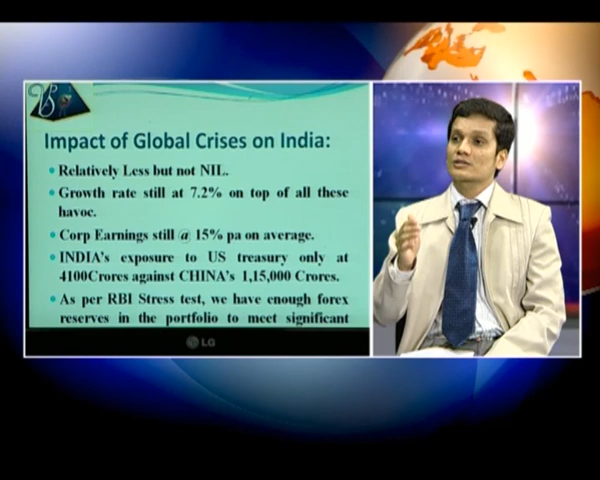 Impact of Global Crises on India:
• Relatively Less but not NIL.
• Growth rate still at 7.2% on top of all these
havoc.
• Corp Earnings still @ 15% pa on average.
• INDIA's exposure to US treasury only at
4100Crores against CHINA's 1,15,000 Crores.
• As per RBI Stress test, we have enough forex
reserves in the portfolio to meet significant
LG